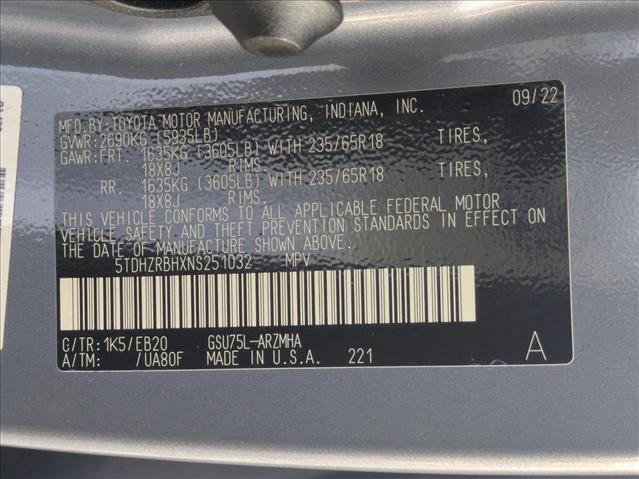 MFD.BY:TOYOTA MOTOR MANUFACTURING, INDIANA, INC. 09/22
GVWR:2690KG (5935LB)
GAWR:FRT. 1635KG (3605LB) WITH 235/65R18 TIRES,
18X8J RIMS
RR. 1635KG (3605LB) WITH 235/65R18 TIRES,
18X8J RIMS.
THIS VEHICLE CONFORMS TO ALL APPLICABLE FEDERAL MOTOR
VEHICLE SAFETY AND THEFT PREVENTION STANDARDS IN EFFECT ON
THE DATE OF MANUFACTURE SHOWN ABOVE.
5TDHZRBHXNS251032 MPV
C/TR:1K5/EB20 GSU75L-ARZMHA
A/TM: /UA80F MADE IN U.S.A. 221 A